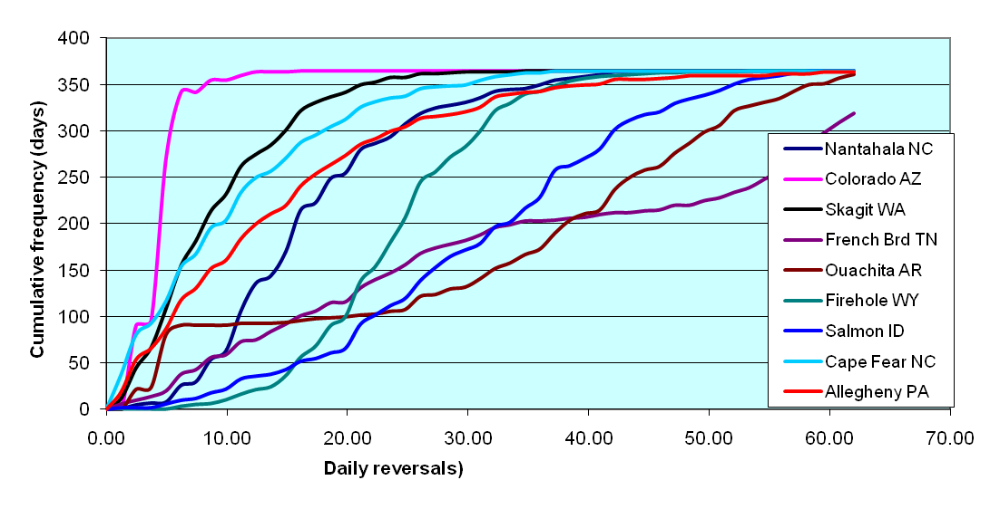 400
350
300
250
200
150
100
50
0
Cumulative frequency (days)
0.00 10.00 20.00 30.00 40.00 50.00 60.00 70.00
Daily reversals)
Nantahala NC
Colorado AZ
Skagit WA
French Brd TN
Ouachita AR
Firehole WY
Salmon ID
Cape Fear NC
Allegheny PA